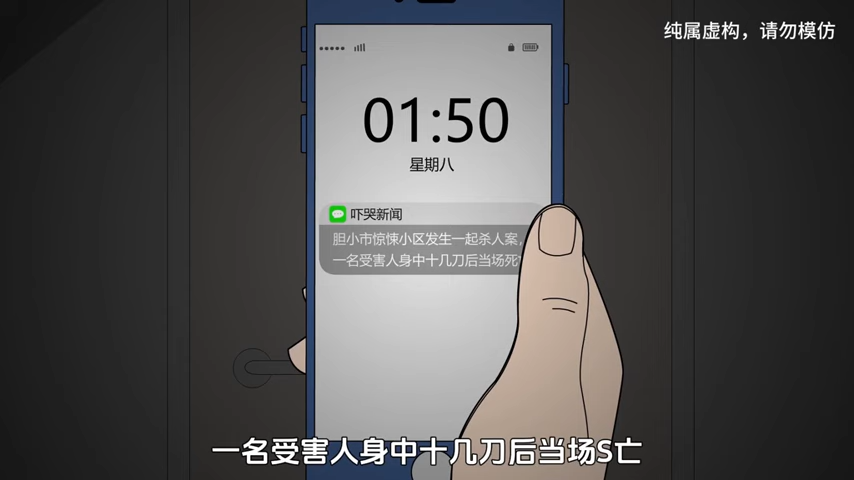 纯属虚构，请勿模仿
01:50
星期八
吓哭新闻
胆小市惊悚小区发生一起杀人案，
一名受害人身中十几刀后当场死
一名受害人身中十几刀后当场S亡